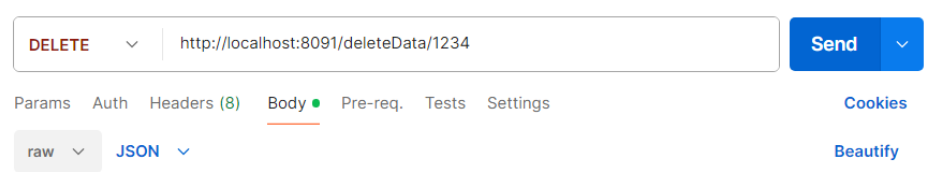 DELETE http://localhost:8091/deleteData/1234 Send
Params Auth Headers (8) Body Pre-req. Tests Settings Cookies
raw JSON Beautify